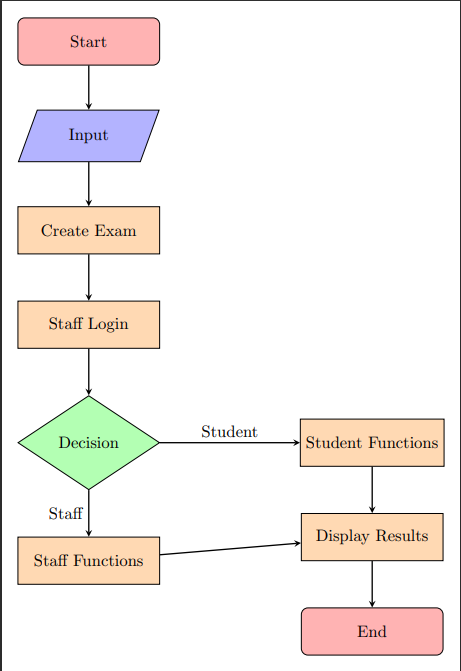 Start
Input
Create Exam
Staff Login
Decision
Student
Student Functions
Staff
Staff Functions
Display Results
End